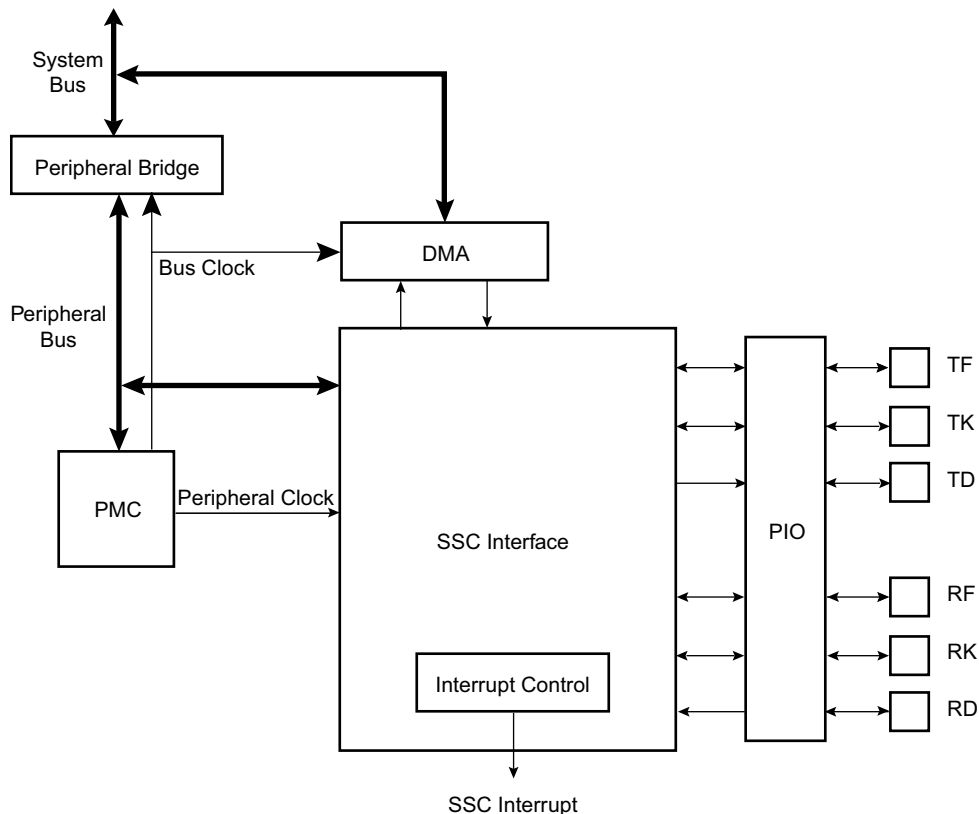 System
Bus
Peripheral Bridge
DMA
Bus Clock
Peripheral
Bus
TF
TK
TD
PMC
Peripheral Clock
SSC Interface
PIO
RF
RK
RD
Interrupt Control
SSC Interrupt